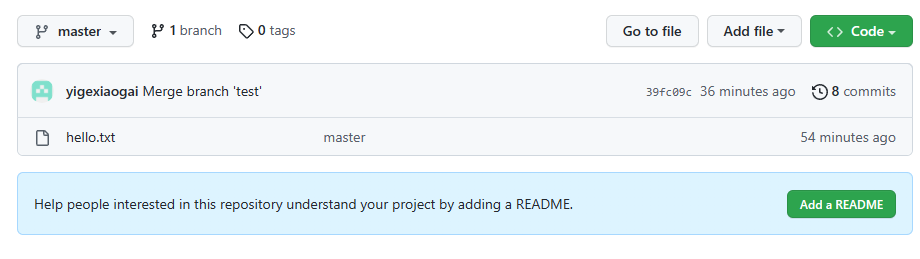 master 1 branch 0 tags Go to file Add file Code
yigexiaogai Merge branch 'test' 39fc09c 36 minutes ago 8 commits
hello.txt master 54 minutes ago
Help people interested in this repository understand your project by adding a README. Add a README